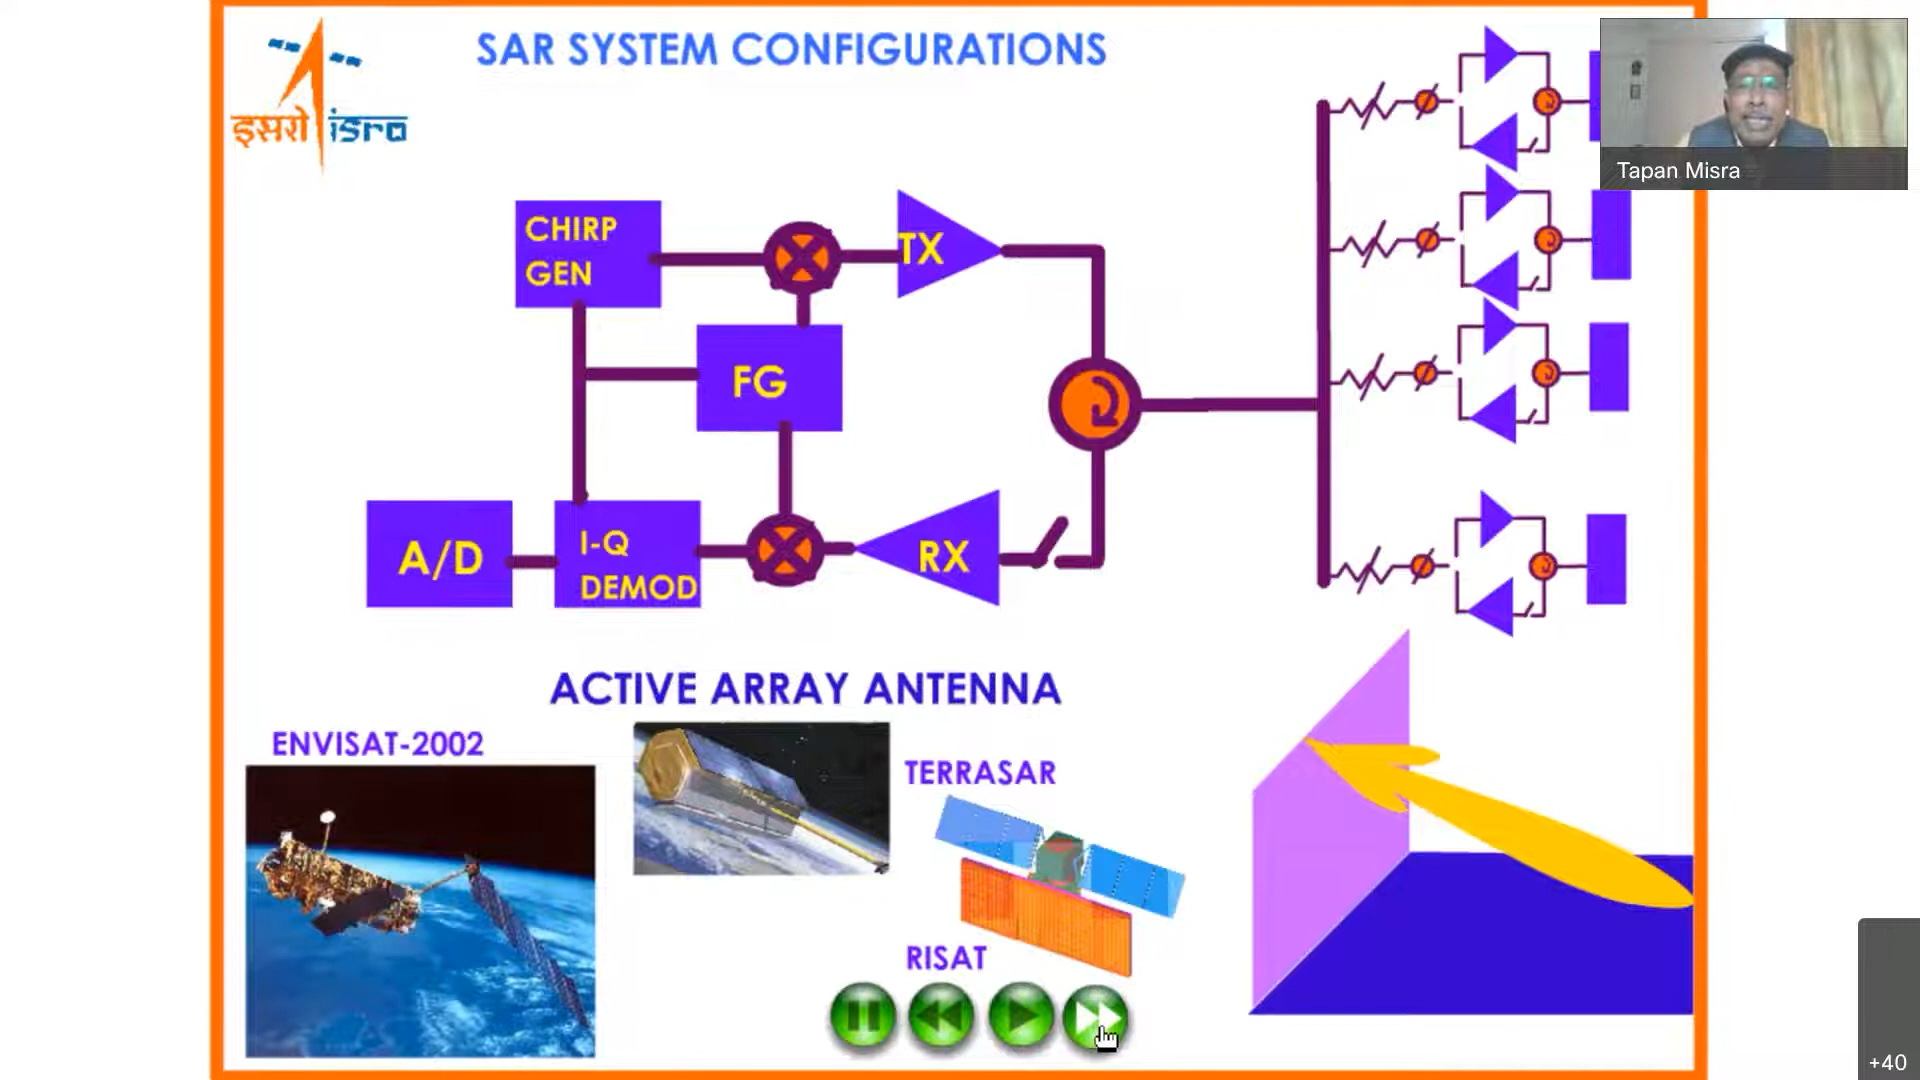 SAR SYSTEM CONFIGURATIONS
इसरो isro
Tapan Misra
CHIRP
GEN
TX
FG
A/D
I-Q
DEMOD
RX
ACTIVE ARRAY ANTENNA
ENVISAT-2002
TERRASAR
RISAT
+40